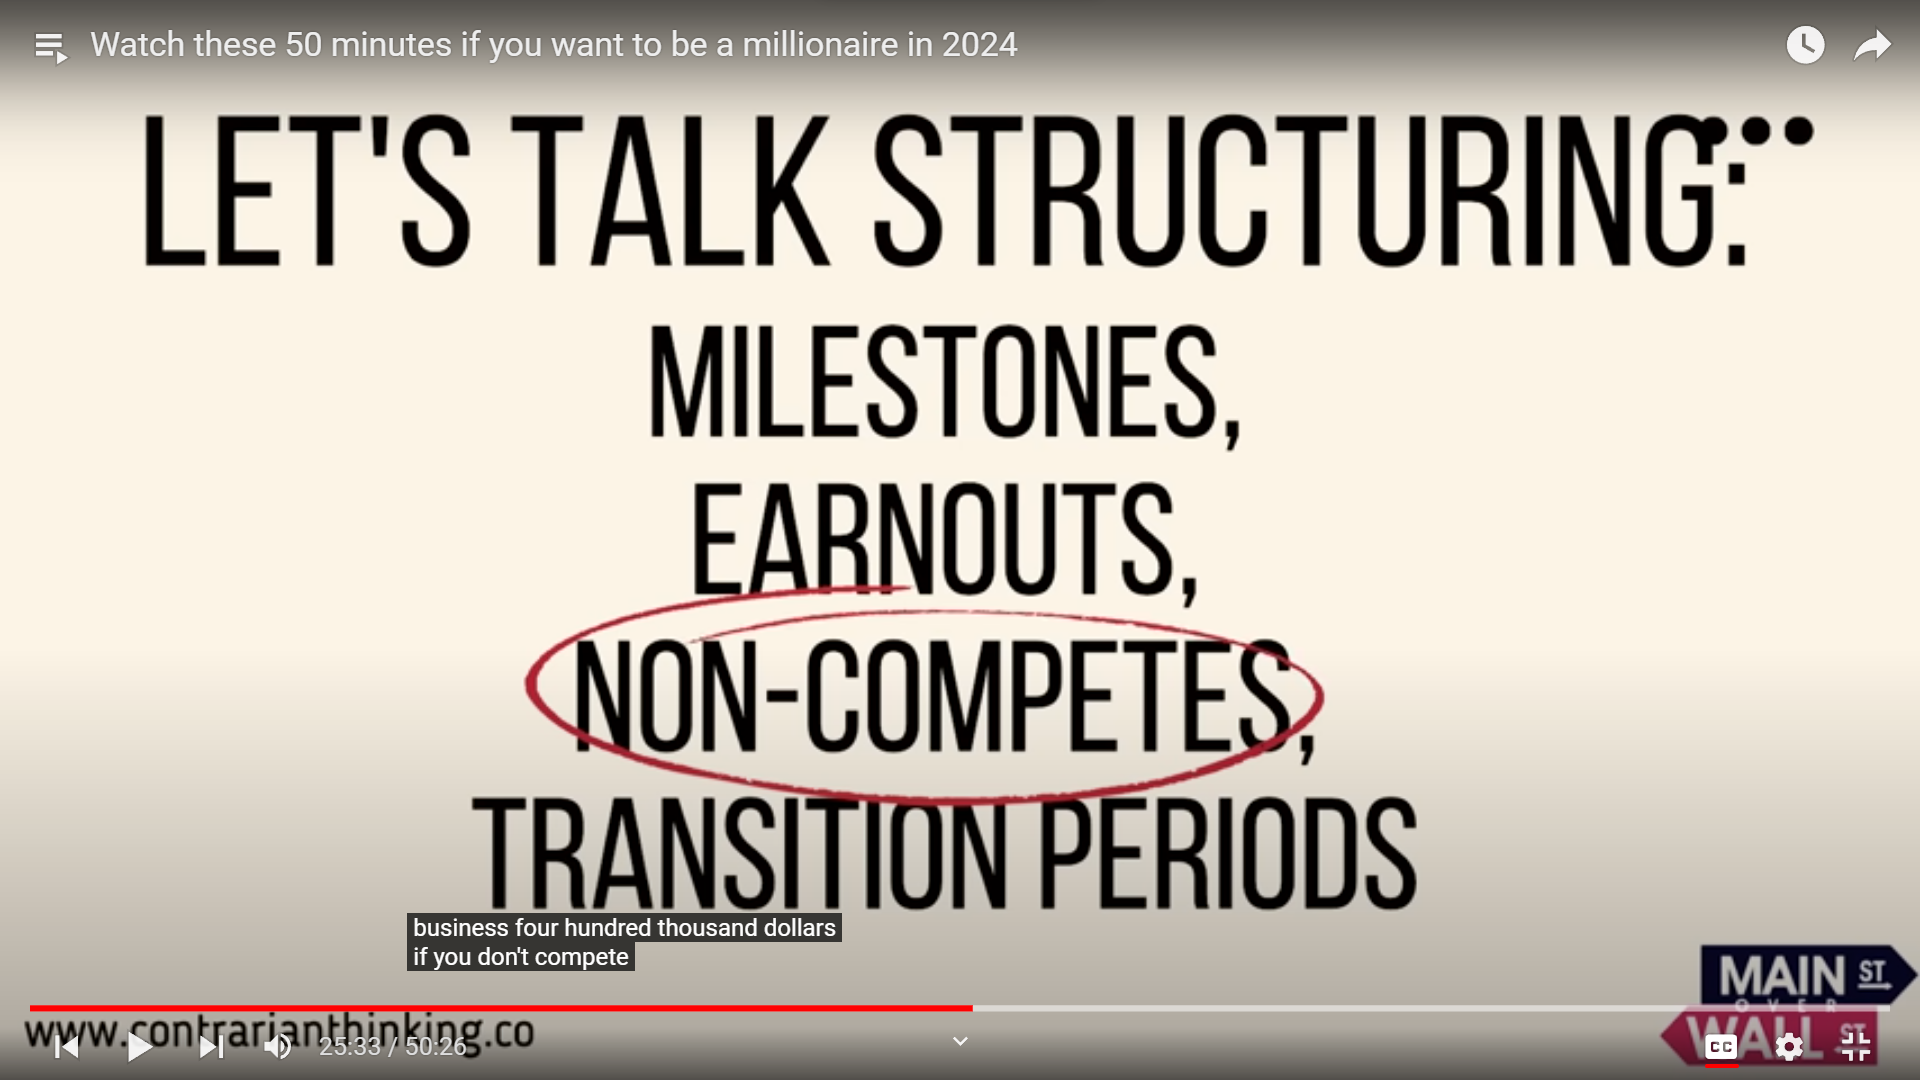 Watch these 50 minutes if you want to be a millionaire in 2024
LET'S TALK STRUCTURING:
MILESTONES,
EARNOUTS,
NON-COMPETES,
TRANSITION PERIODS
business four hundred thousand dollars
if you don't compete
MAIN ST
OVER
WALL ST
www.contrarianthinking.co
25:33 / 50:26
CC